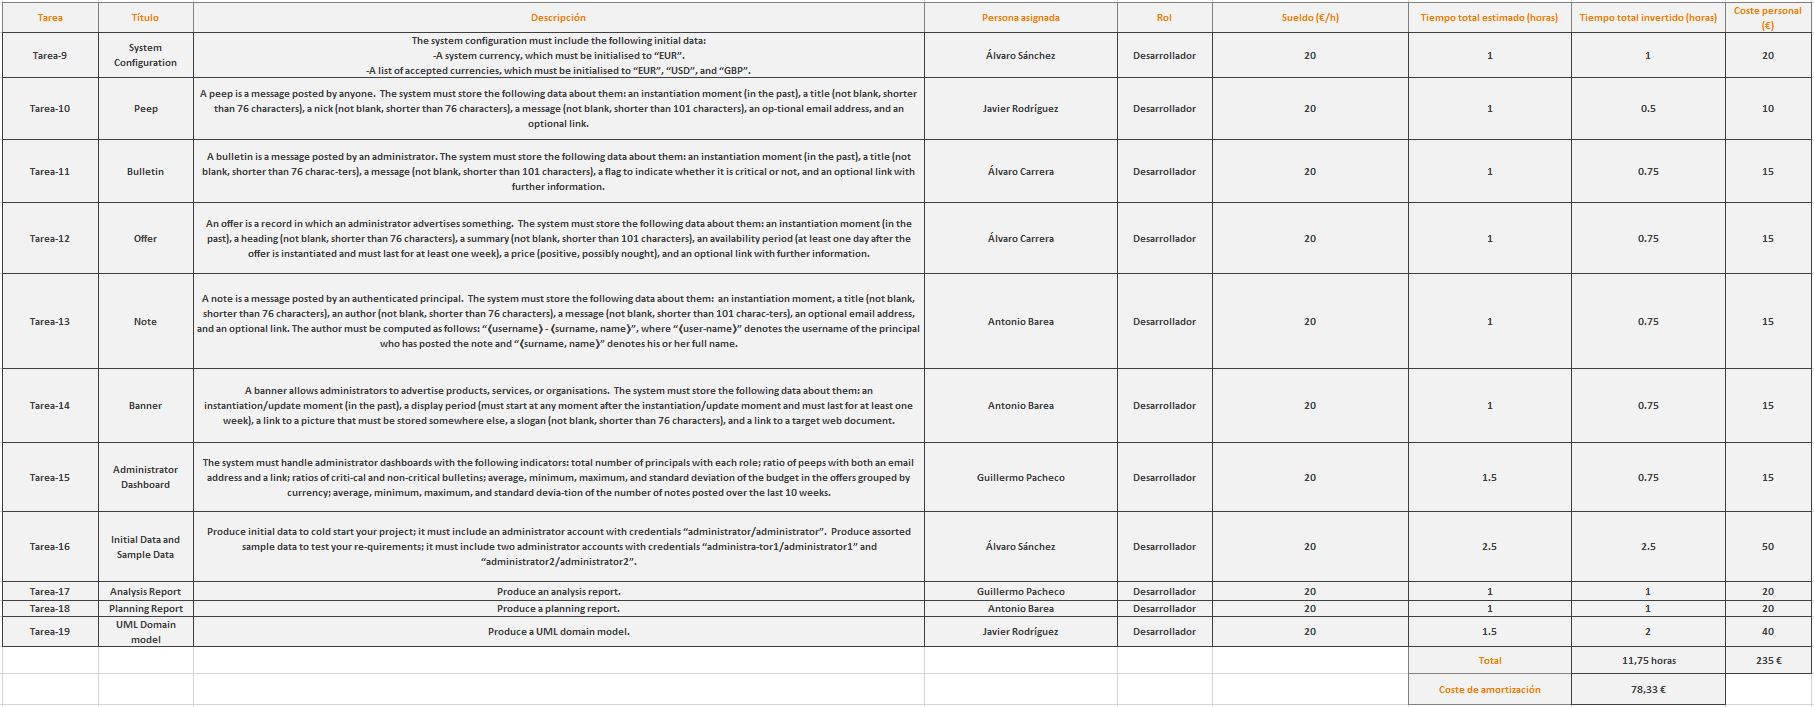 Tarea
Título
Descripción
Persona asignada
Rol
Sueldo (€/h)
Tiempo total estimado (horas)
Tiempo total invertido (horas)
Coste personal
(€)
Tarea-9
System
Configuration
The system configuration must include the following initial data:
-A system currency, which must be initialised to “EUR”.
-A list of accepted currencies, which must be initialised to “EUR”, “USD”, and “GBP”.
Álvaro Sánchez
Desarrollador
20
1
1
20
Tarea-10
Peep
A peep is a message posted by anyone.  The system must store the following data about them: an instantiation moment (in the past), a title (not blank, shorter
than 76 characters), a nick (not blank, shorter than 76 characters), a message (not blank, shorter than 101 characters), an op-tional email address, and an
optional link.
Javier Rodríguez
Desarrollador
20
1
0.5
10
Tarea-11
Bulletin
A bulletin is a message posted by an administrator. The system must store the following data about them: an instantiation moment (in the past), a title (not
blank, shorter than 76 charac-ters), a message (not blank, shorter than 101 characters), a flag to indicate whether it is critical or not, and an optional link with
further information.
Álvaro Carrera
Desarrollador
20
1
0.75
15
Tarea-12
Offer
An offer is a record in which an administrator advertises something.  The system must store the following data about them: an instantiation moment (in the
past), a heading (not blank, shorter than 76 characters), a summary (not blank, shorter than 101 characters), an availability period (at least one day after the
offer is instantiated and must last for at least one week), a price (positive, possibly nought), and an optional link with further information.
Álvaro Carrera
Desarrollador
20
1
0.75
15
Tarea-13
Note
A note is a message posted by an authenticated principal.  The system must store the following data about them:  an instantiation moment, a title (not blank,
shorter than 76 characters), an author (not blank, shorter than 76 characters), a message (not blank, shorter than 101 charac-ters), an optional email address,
and an optional link. The author must be computed as follows: “⟨username⟩ - ⟨surname, name⟩”, where “⟨user-name⟩” denotes the username of the principal
who has posted the note and “⟨surname, name⟩” denotes his or her full name.
Antonio Barea
Desarrollador
20
1
0.75
15
Tarea-14
Banner
A banner allows administrators to advertise products, services, or organisations.  The system must store the following data about them: an
instantiation/update moment (in the past), a display period (must start at any moment after the instantiation/update moment and must last for at least one
week), a link to a picture that must be stored somewhere else, a slogan (not blank, shorter than 76 characters), and a link to a target web document.
Antonio Barea
Desarrollador
20
1
0.75
15
Tarea-15
Administrator
Dashboard
The system must handle administrator dashboards with the following indicators: total number of principals with each role; ratio of peeps with both an email
address and a link; ratios of criti-cal and non-critical bulletins; average, minimum, maximum, and standard deviation of the budget in the offers grouped by
currency; average, minimum, maximum, and standard devia-tion of the number of notes posted over the last 10 weeks.
Guillermo Pacheco
Desarrollador
20
1.5
0.75
15
Tarea-16
Initial Data and
Sample Data
Produce initial data to cold start your project; it must include an administrator account with credentials “administrator/administrator”.  Produce assorted
sample data to test your re-quirements; it must include two administrator accounts with credentials “administra-tor1/administrator1” and
“administrator2/administrator2”.
Álvaro Sánchez
Desarrollador
20
2.5
2.5
50
Tarea-17
Analysis Report
Produce an analysis report.
Guillermo Pacheco
Desarrollador
20
1
1
20
Tarea-18
Planning Report
Produce a planning report.
Antonio Barea
Desarrollador
20
1
1
20
Tarea-19
UML Domain
model
Produce a UML domain model.
Javier Rodríguez
Desarrollador
20
1.5
2
40
Total
11,75 horas
235 €
Coste de amortización
78,33 €